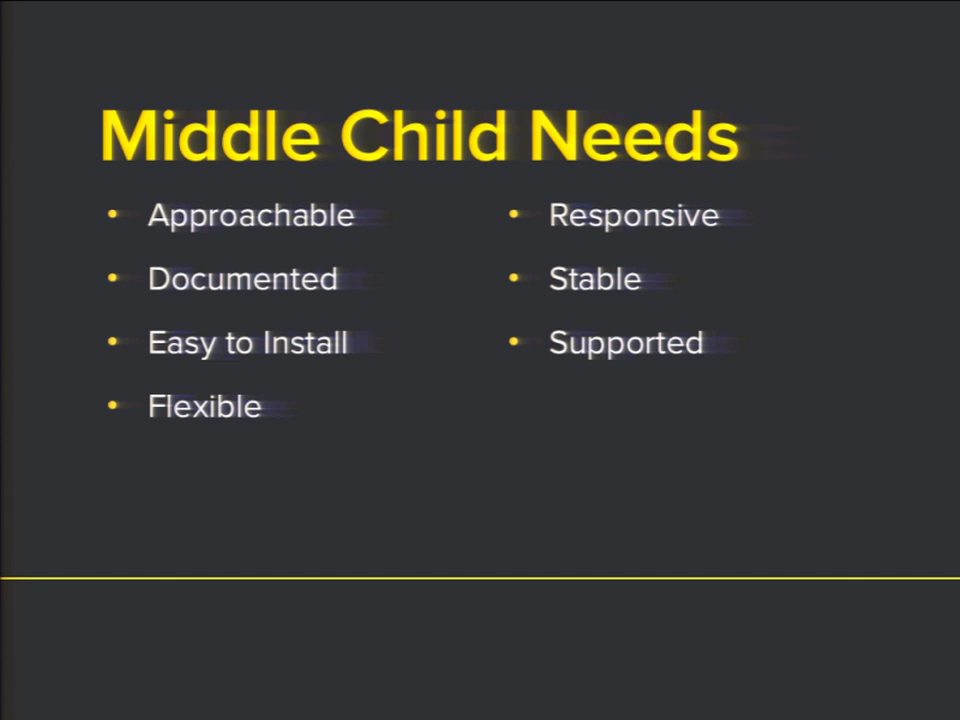 Middle Child Needs
• Approachable
• Documented
• Easy to Install
• Flexible
• Responsive
• Stable
• Supported